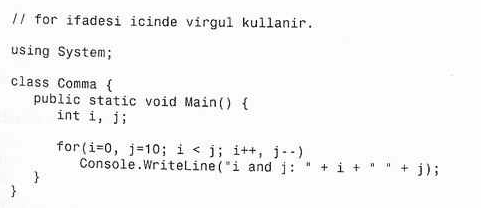 // for ifadesi icinde virgul kullanir.
using System;
class Comma {
public static void Main() {
int i, j;
for(i=0, j=10; i < j; i++, j--)
Console.WriteLine("i and j: " + i + " " + j);
}
}